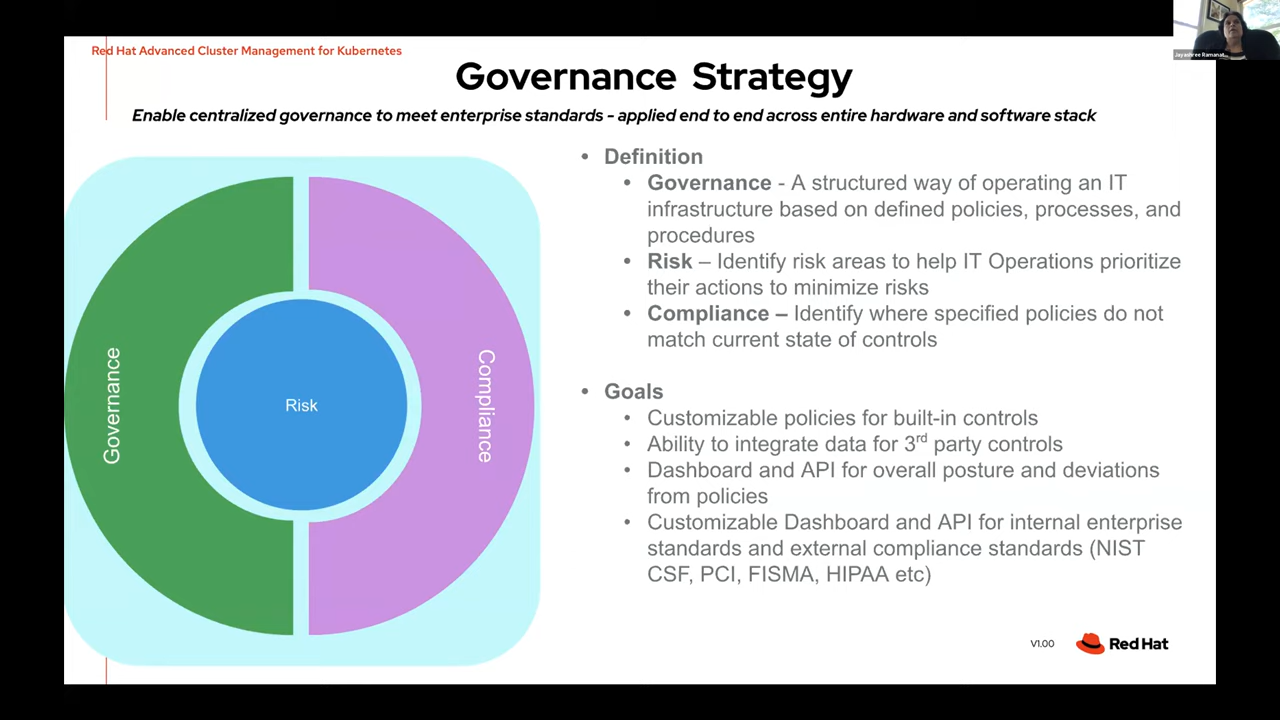 Red Hat Advanced Cluster Management for Kubernetes
Governance Strategy
Enable centralized governance to meet enterprise standards - applied end to end across entire hardware and software stack
Governance
Risk
Compliance
• Definition
• Governance - A structured way of operating an IT
infrastructure based on defined policies, processes, and
procedures
• Risk – Identify risk areas to help IT Operations prioritize
their actions to minimize risks
• Compliance – Identify where specified policies do not
match current state of controls
• Goals
• Customizable policies for built-in controls
• Ability to integrate data for 3rd party controls
• Dashboard and API for overall posture and deviations
from policies
• Customizable Dashboard and API for internal enterprise
standards and external compliance standards (NIST
CSF, PCI, FISMA, HIPAA etc)
V1.00
Red Hat
Jayashree Ramanat...